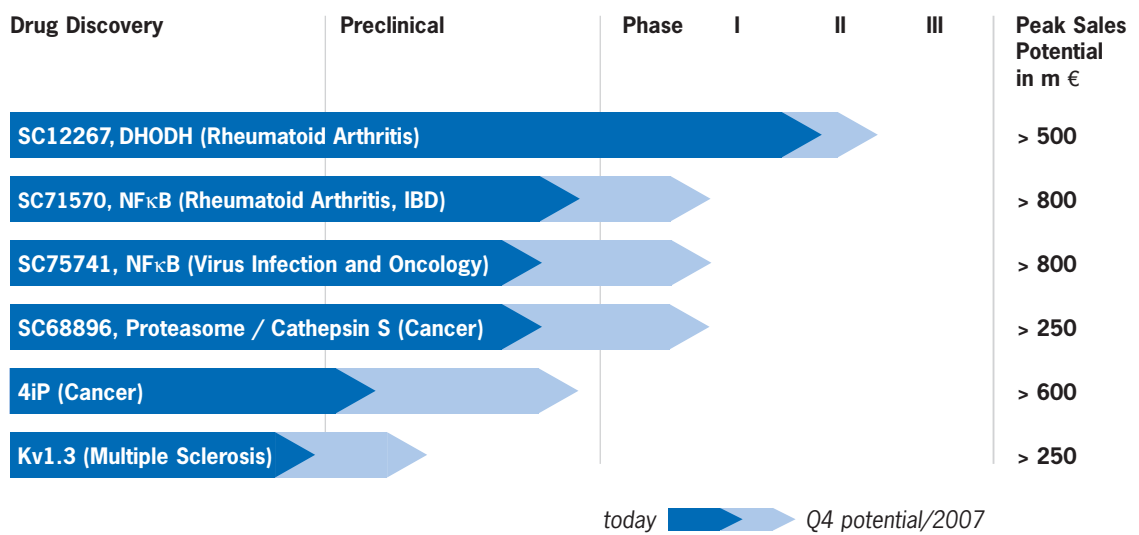 Drug Discovery Preclinical Phase I II III Peak Sales
Potential
in m €
SC12267, DHODH (Rheumatoid Arthritis) > 500
SC71570, NFκB (Rheumatoid Arthritis, IBD) > 800
SC75741, NFκB (Virus Infection and Oncology) > 800
SC68896, Proteasome / Cathepsin S (Cancer) > 250
4iP (Cancer) > 600
Kv1.3 (Multiple Sclerosis) > 250
today Q4 potential/2007